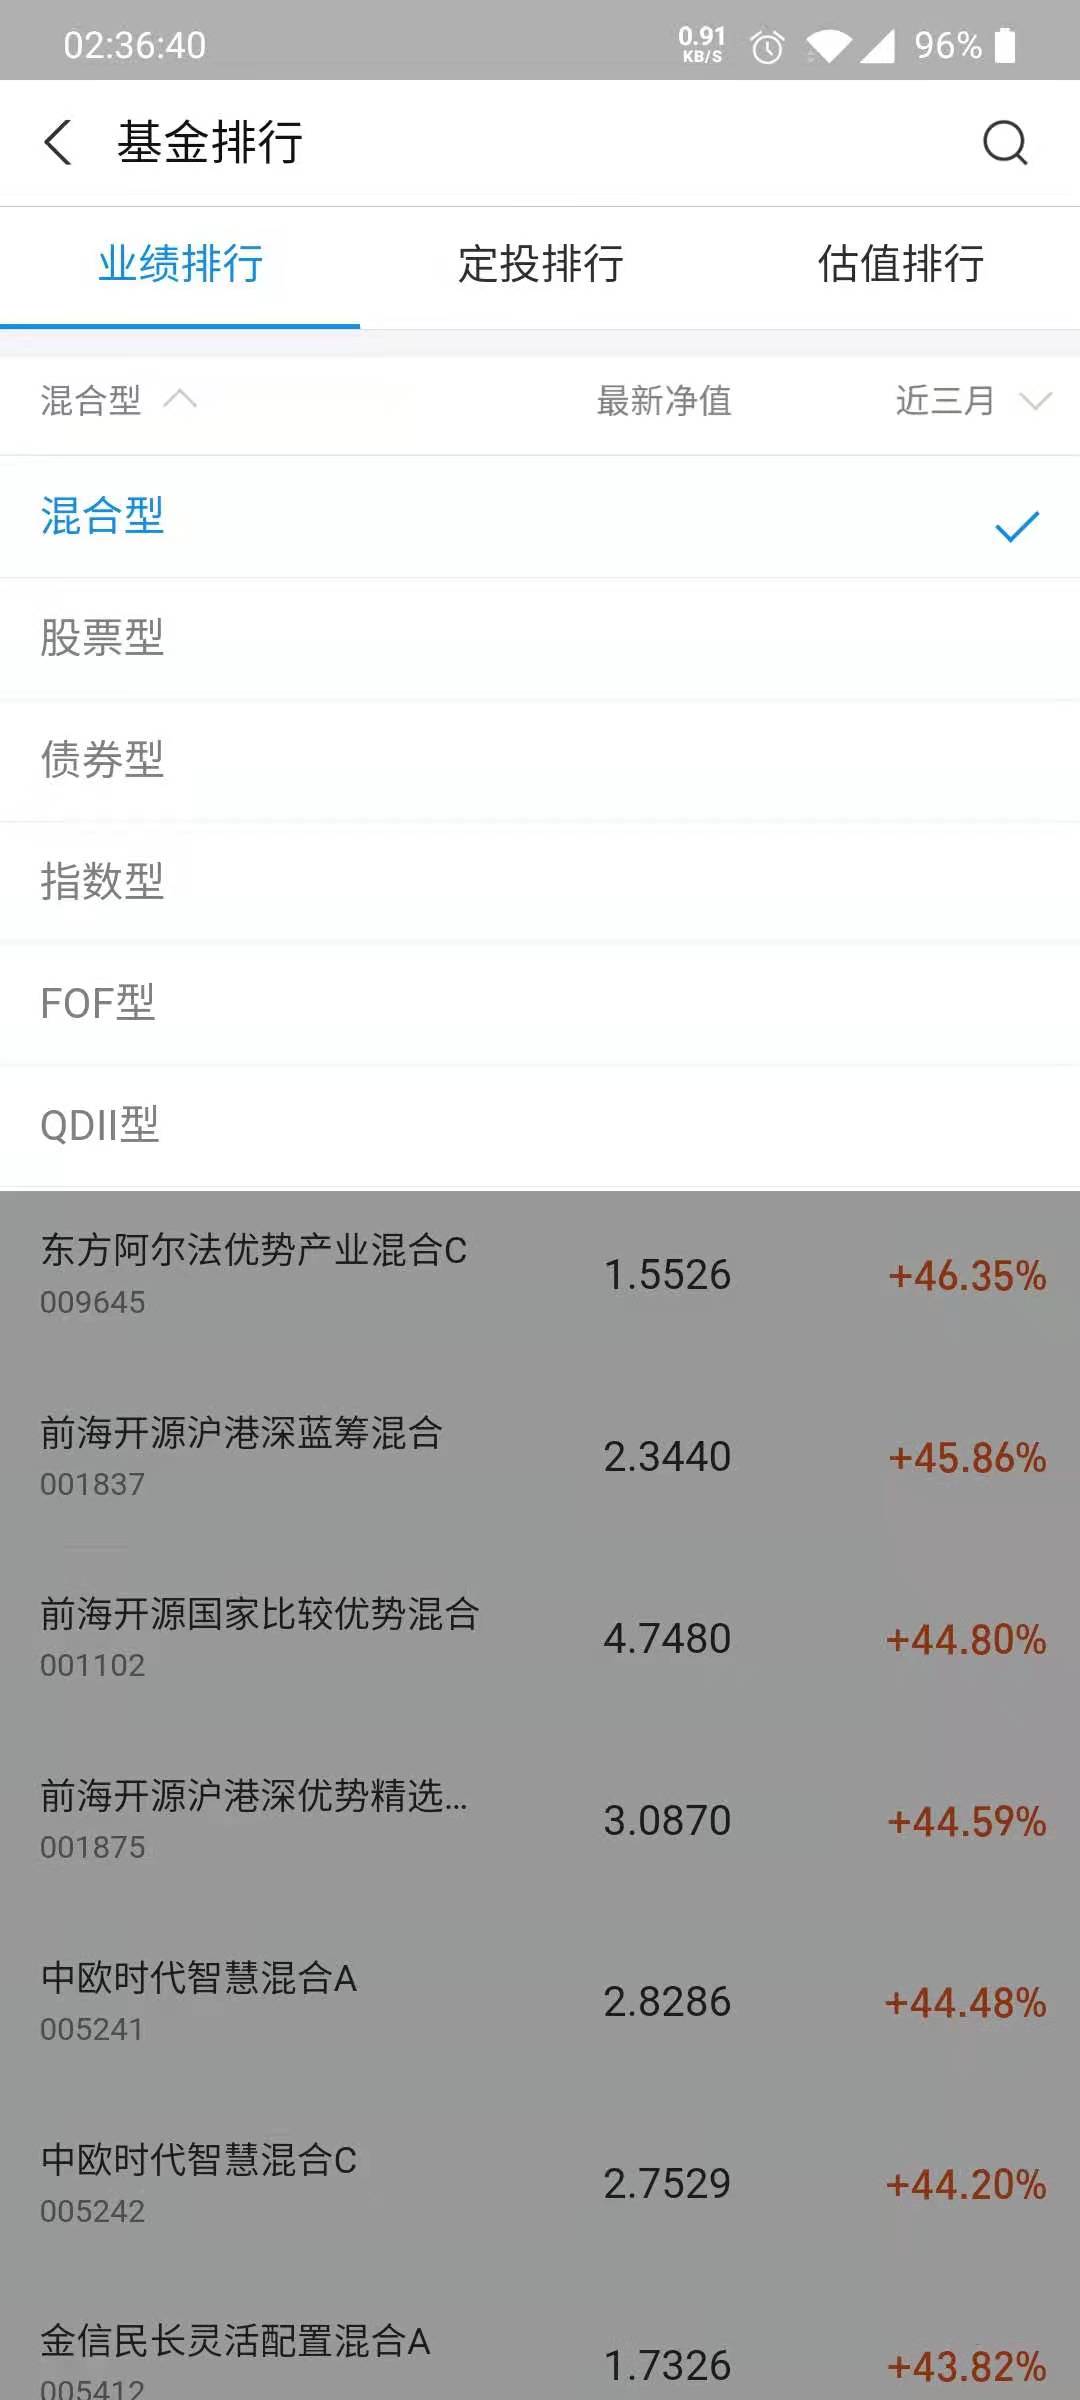 02:36:40
0.91
KB/S
96%
基金排行
业绩排行 定投排行 估值排行
混合型 最新净值 近三月
混合型
股票型
债券型
指数型
FOF型
QDII型
东方阿尔法优势产业混合C 1.5526 +46.35%
009645
前海开源沪港深蓝筹混合 2.3440 +45.86%
001837
前海开源国家比较优势混合 4.7480 +44.80%
001102
前海开源沪港深优势精选... 3.0870 +44.59%
001875
中欧时代智慧混合A 2.8286 +44.48%
005241
中欧时代智慧混合C 2.7529 +44.20%
005242
金信民长灵活配置混合A 1.7326 +43.82%
005412